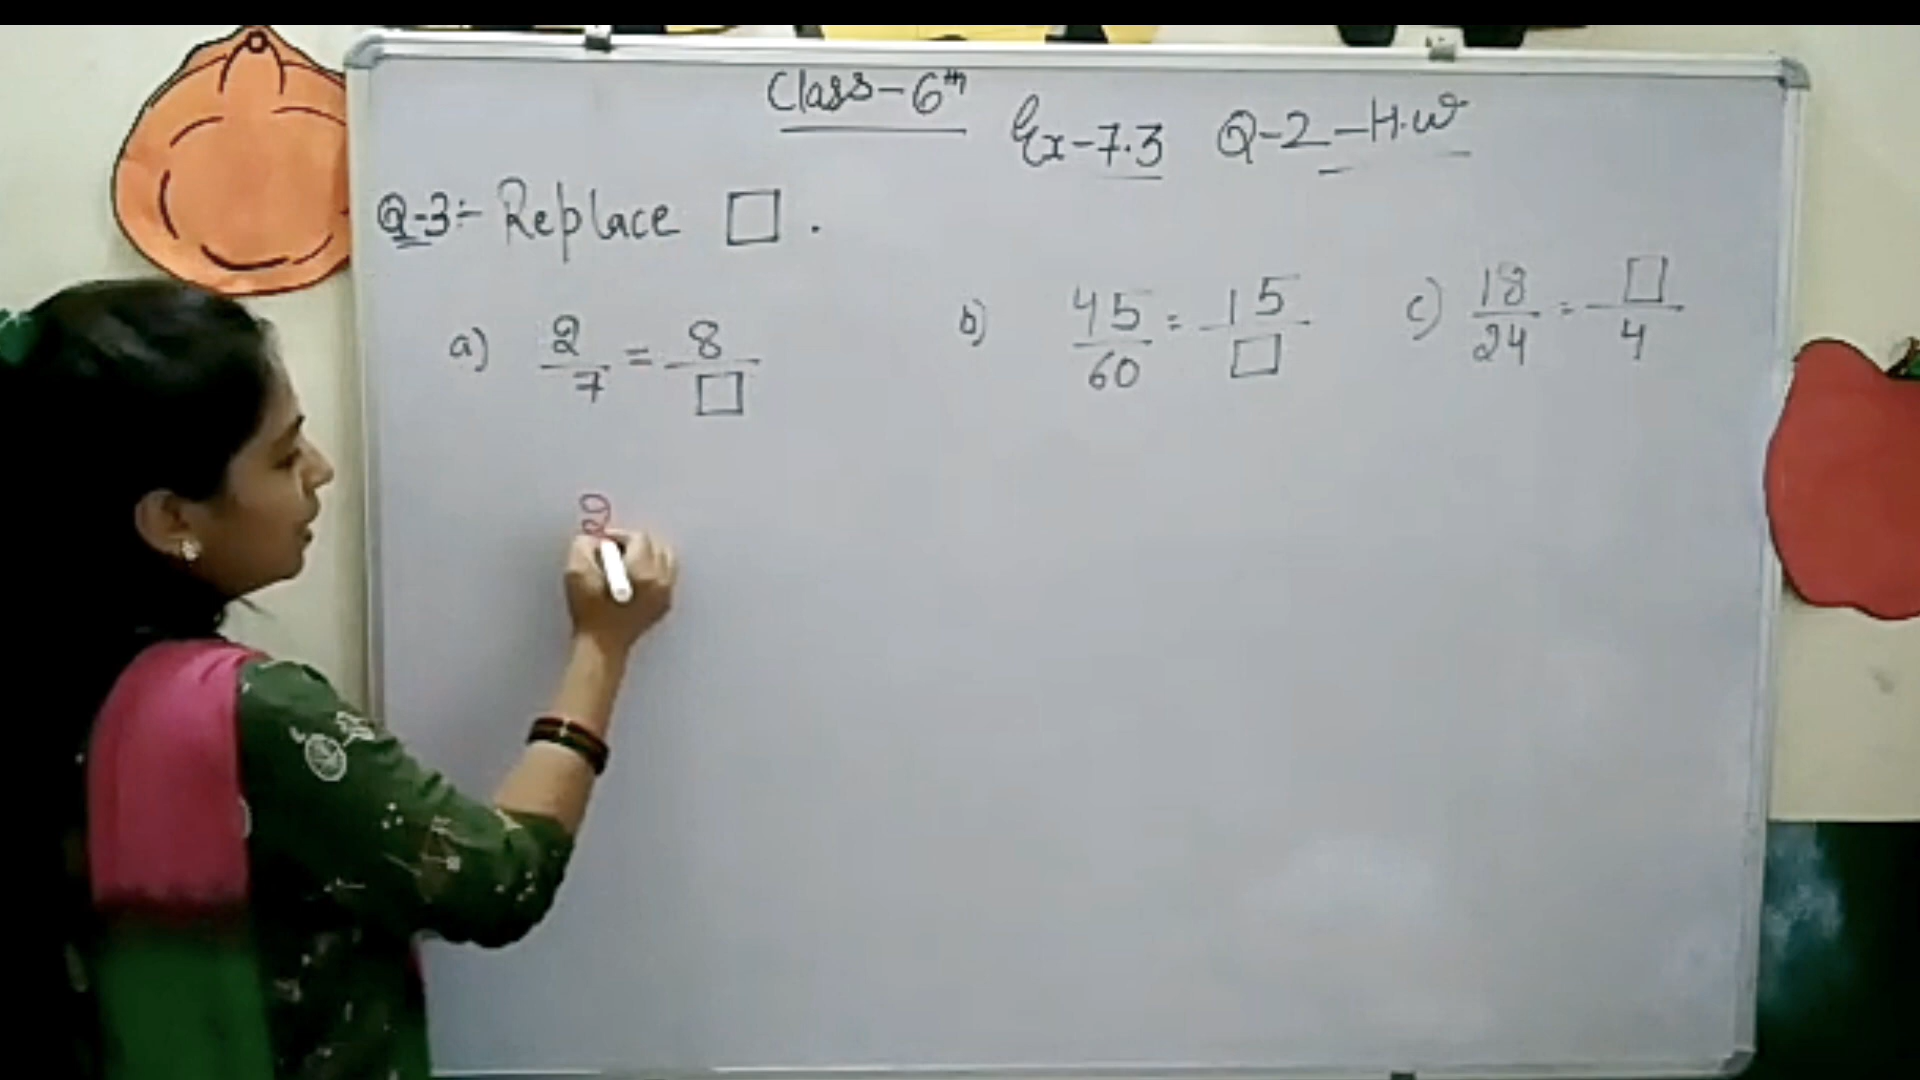 Class-6th
Ex-7.3 Q-2-H.W
Q-3:- Replace □.
a) 2/7 = 8/□
b) 45/60 = 15/□
c) 18/24 = □/4
2